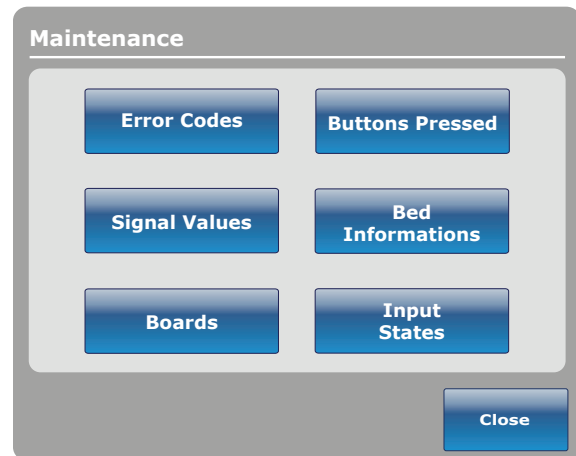 Maintenance
Error Codes
Buttons Pressed
Signal Values
Bed
Informations
Boards
Input
States
Close